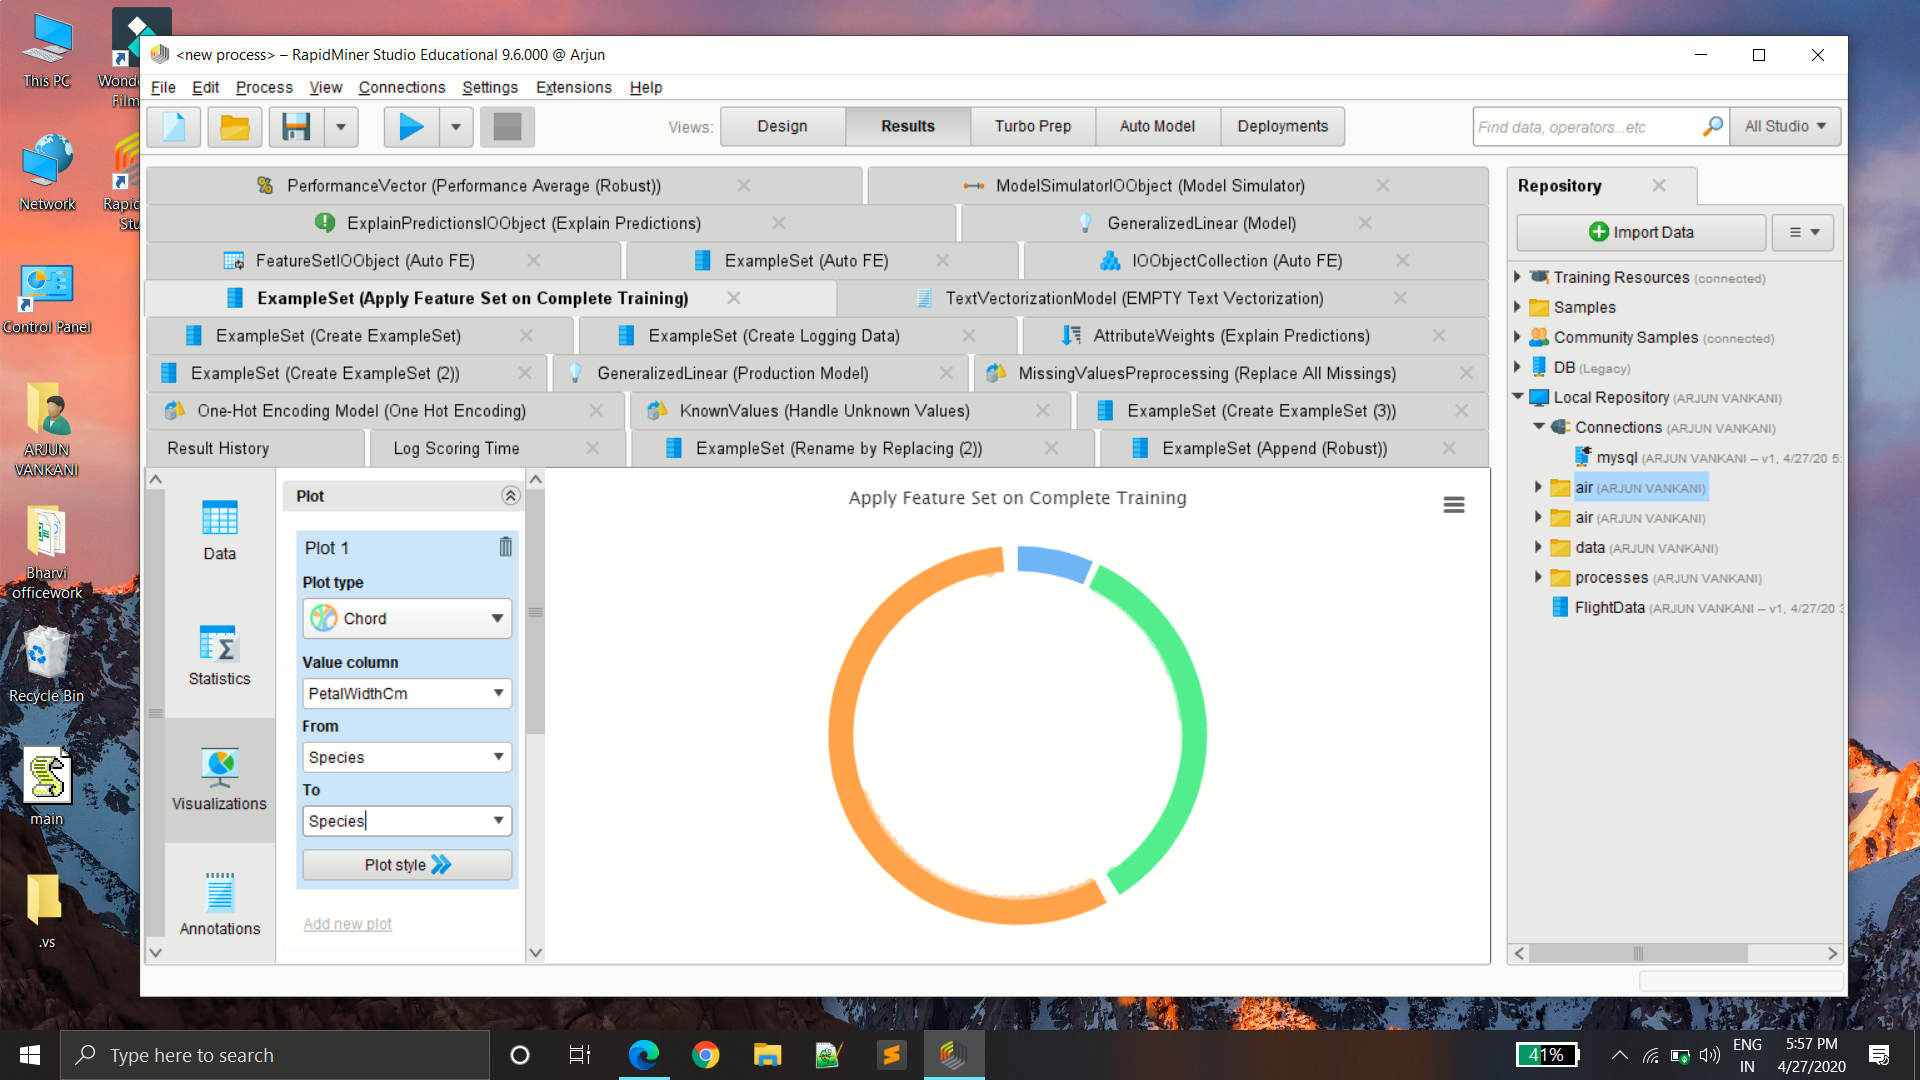 This PC
Wonde
Film
Network
Rapid
Stu
Control Panel
ARJUN
VANKANI
Bharvi
officework
Recycle Bin
main
.vs
<new process> – RapidMiner Studio Educational 9.6.000 @ Arjun
File Edit Process View Connections Settings Extensions Help
Views: Design Results Turbo Prep Auto Model Deployments
Find data, operators...etc All Studio
PerformanceVector (Performance Average (Robust)) ModelSimulatorIOObject (Model Simulator)
ExplainPredictionsIOObject (Explain Predictions) GeneralizedLinear (Model)
FeatureSetIOObject (Auto FE) ExampleSet (Auto FE) IOObjectCollection (Auto FE)
ExampleSet (Apply Feature Set on Complete Training) TextVectorizationModel (EMPTY Text Vectorization)
ExampleSet (Create ExampleSet) ExampleSet (Create Logging Data) AttributeWeights (Explain Predictions)
ExampleSet (Create ExampleSet (2)) GeneralizedLinear (Production Model) MissingValuesPreprocessing (Replace All Missings)
One-Hot Encoding Model (One Hot Encoding) KnownValues (Handle Unknown Values) ExampleSet (Create ExampleSet (3))
Result History Log Scoring Time ExampleSet (Rename by Replacing (2)) ExampleSet (Append (Robust))
Data
Statistics
Visualizations
Annotations
Plot
Plot 1
Plot type
Chord
Value column
PetalWidthCm
From
Species
To
Species
Plot style
Add new plot
Apply Feature Set on Complete Training
Repository
Import Data
Training Resources (connected)
Samples
Community Samples (connected)
DB (Legacy)
Local Repository (ARJUN VANKANI)
Connections (ARJUN VANKANI)
mysql (ARJUN VANKANI – v1, 4/27/20 5:
air (ARJUN VANKANI)
air (ARJUN VANKANI)
data (ARJUN VANKANI)
processes (ARJUN VANKANI)
FlightData (ARJUN VANKANI – v1, 4/27/20 3
Type here to search
41%
ENG
IN
5:57 PM
4/27/2020